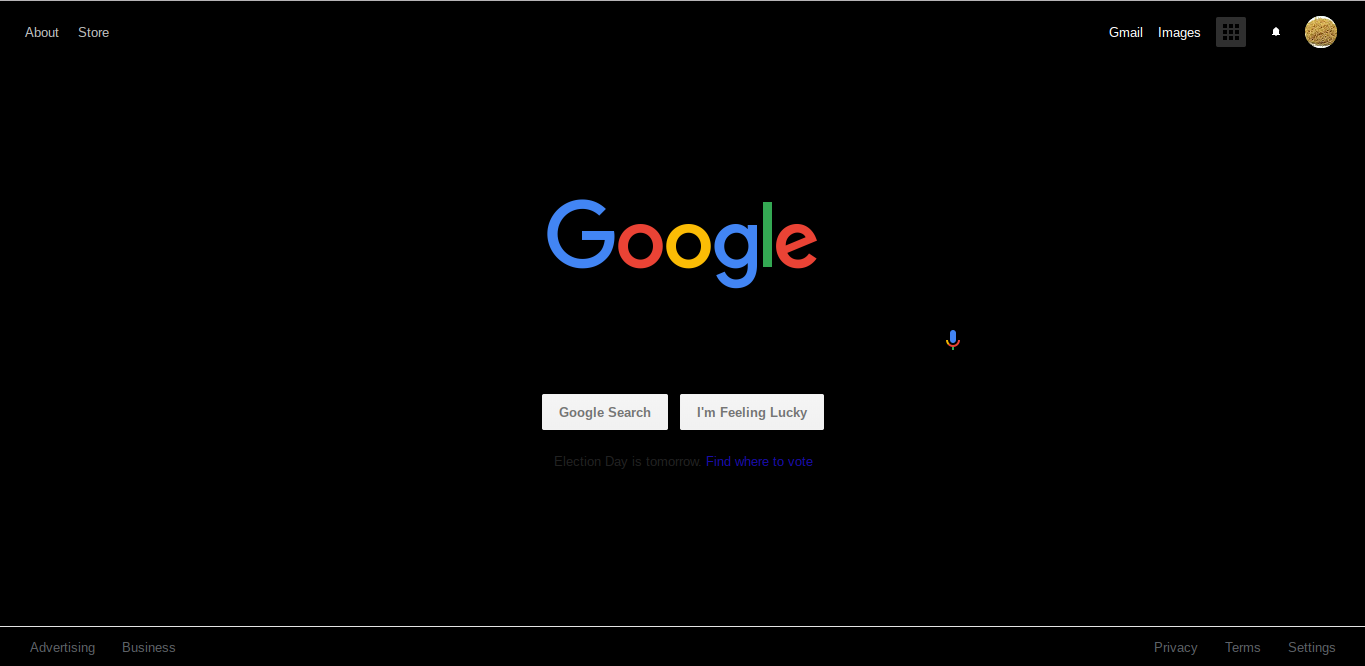 About Store Gmail Images
Google
Google Search I'm Feeling Lucky
Election Day is tomorrow. Find where to vote
Advertising Business Privacy Terms Settings